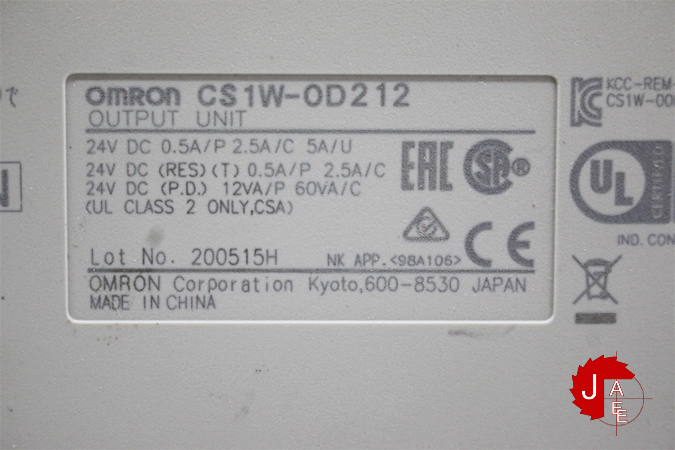 OMRON CS1W-OD212
OUTPUT UNIT
24V DC 0.5A/P 2.5A/C 5A/U
24V DC (RES)(T) 0.5A/P 2.5A/C
24V DC (P.D.) 12VA/P 60VA/C
(UL CLASS 2 ONLY,CSA)
EAC SA®
Lot No. 200515H
NK APP.<98A106> CE
OMRON Corporation Kyoto,600-8530 JAPAN
MADE IN CHINA
で
N
KCC-REM-
CS1W-
UL
IND. CON
J
A
E
E